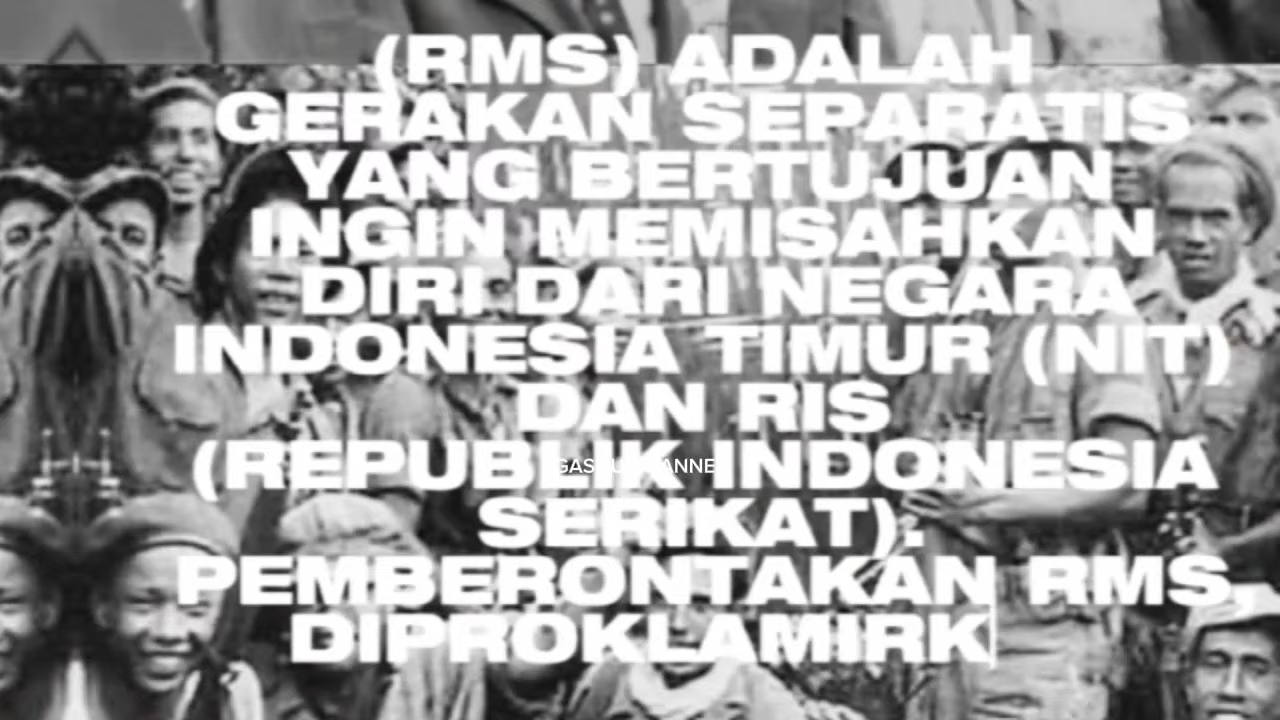 (RMS) ADALAH
GERAKAN SEPARATIS
YANG BERTUJUAN
INGIN MEMISAHKAN
DIRI DARI NEGARA
INDONESIA TIMUR (NIT)
DAN RIS
(REPUBLIK INDONESIA
SERIKAT).
PEMBERONTAKAN RMS,
DIPROKLAMIRK